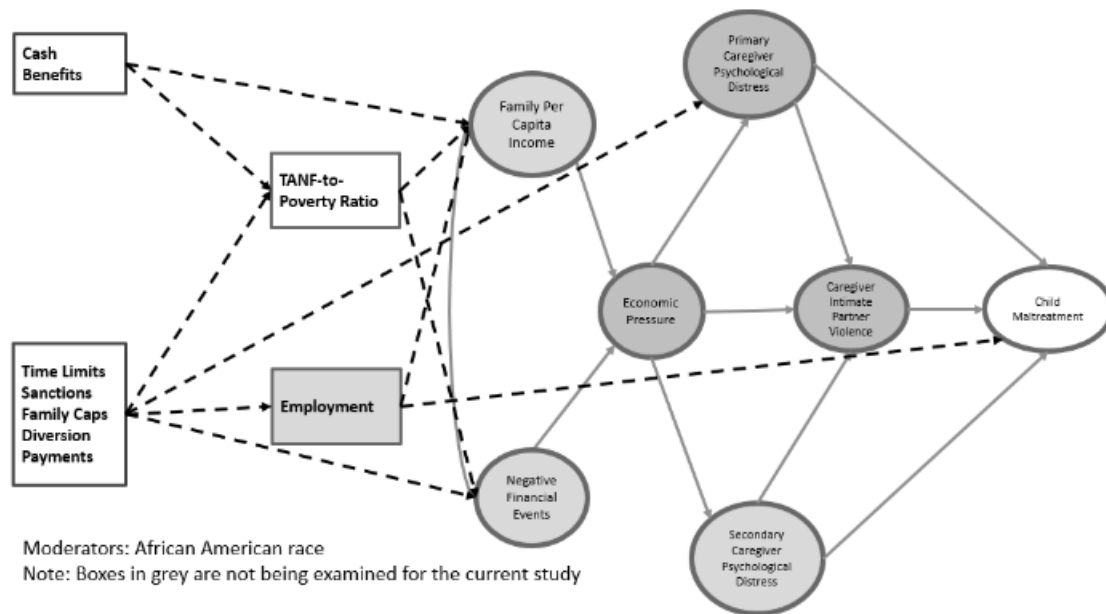 Cash
Benefits
Primary
Caregiver
Psychological
Distress
Family Per
Capita
Income
TANF-to-
Poverty Ratio
Economic
Pressure
Caregiver
Intimate
Partner
Violence
Child
Maltreatment
Time Limits
Sanctions
Family Caps
Diversion
Payments
Employment
Negative
Financial
Events
Secondary
Caregiver
Psychological
Distress
Moderators: African American race
Note: Boxes in grey are not being examined for the current study